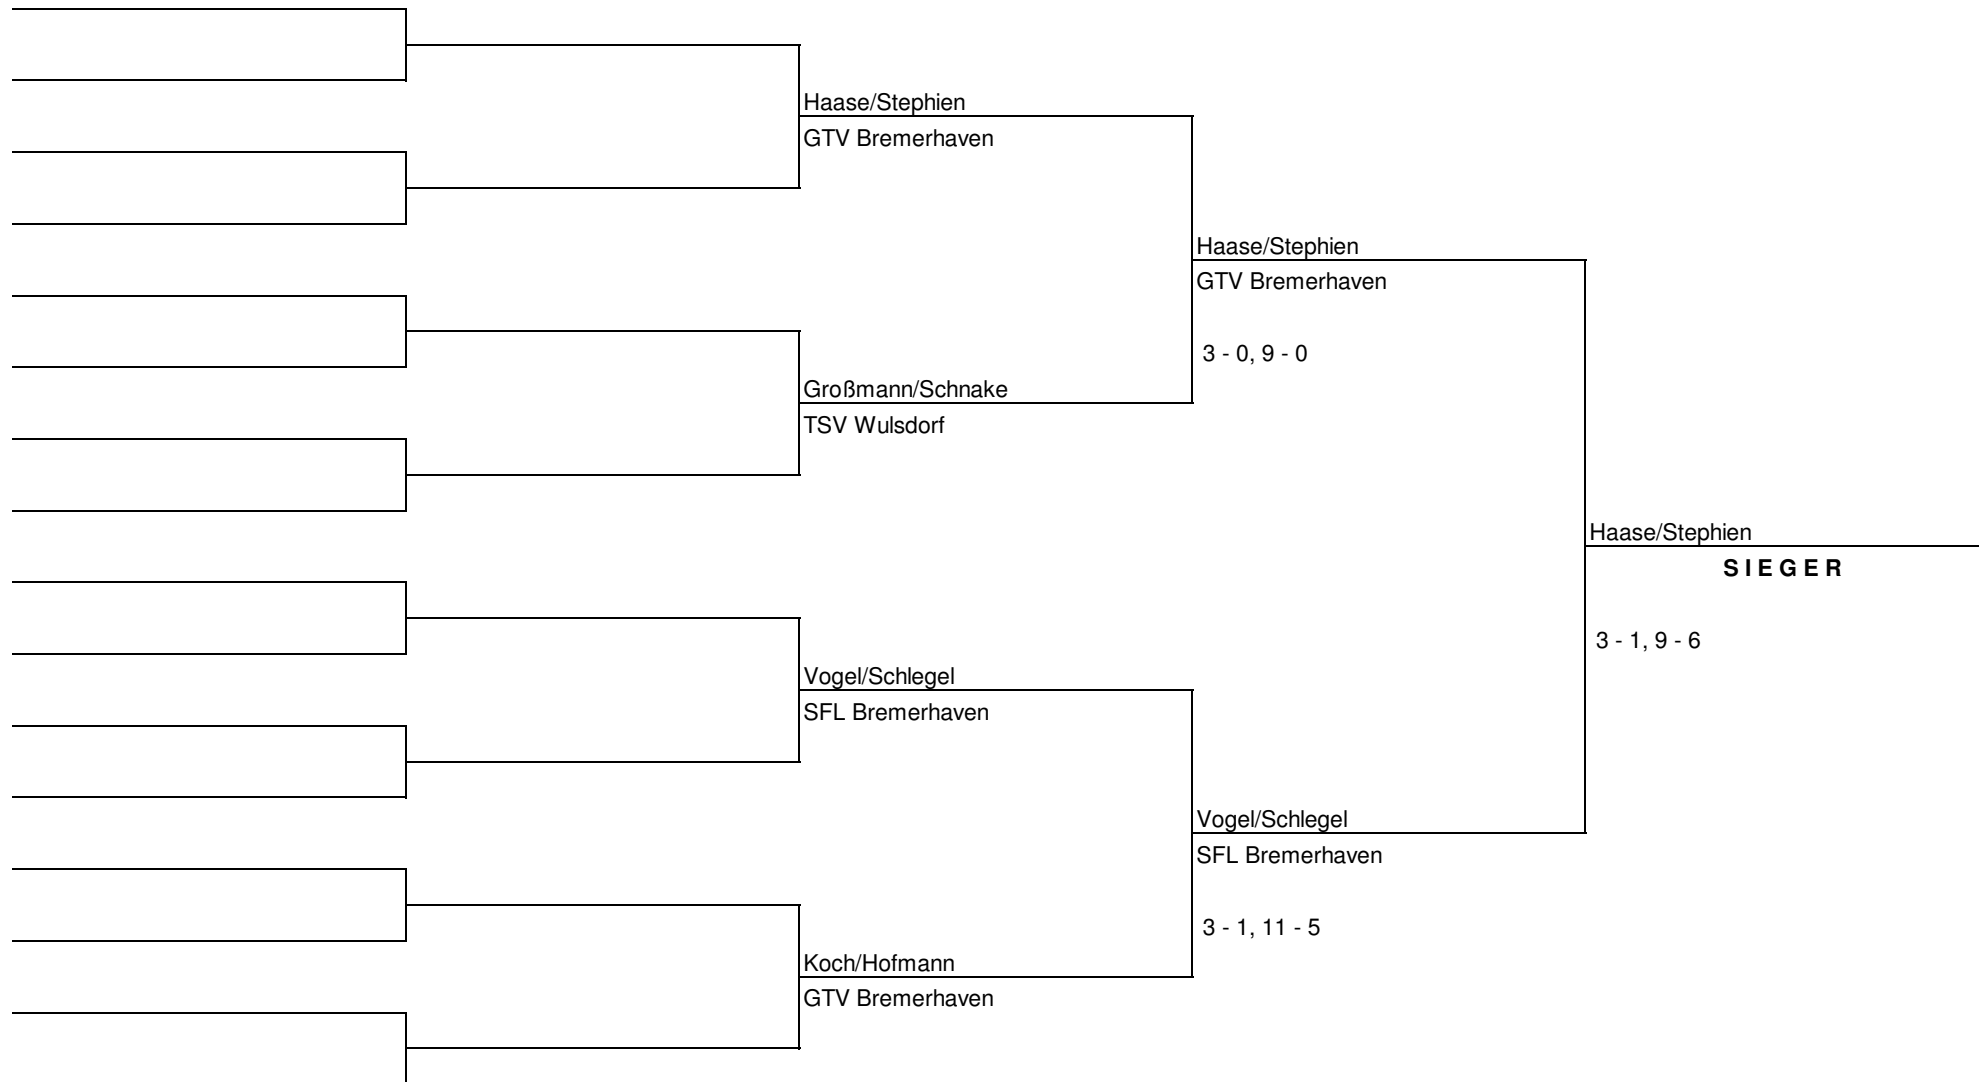 Haase/Stephien
GTV Bremerhaven
Haase/Stephien
GTV Bremerhaven
3 - 0, 9 - 0
Großmann/Schnake
TSV Wulsdorf
Haase/Stephien
SIEGER
3 - 1, 9 - 6
Vogel/Schlegel
SFL Bremerhaven
Vogel/Schlegel
SFL Bremerhaven
3 - 1, 11 - 5
Koch/Hofmann
GTV Bremerhaven